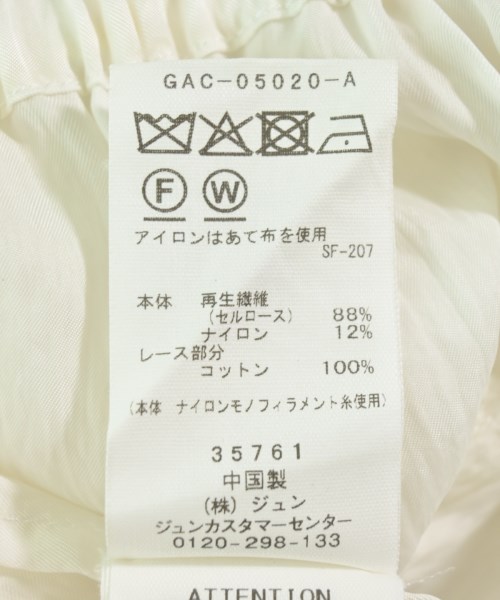 GAC-05020-A
F W
アイロンはあて布を使用
SF-207
本体 再生繊維
(セルロース) 88%
ナイロン 12%
レース部分
コットン 100%
(本体 ナイロンモノフィラメント糸使用)
35761
中国製
(株) ジュン
ジュンカスタマーセンター
0120-298-133
ATTENTION